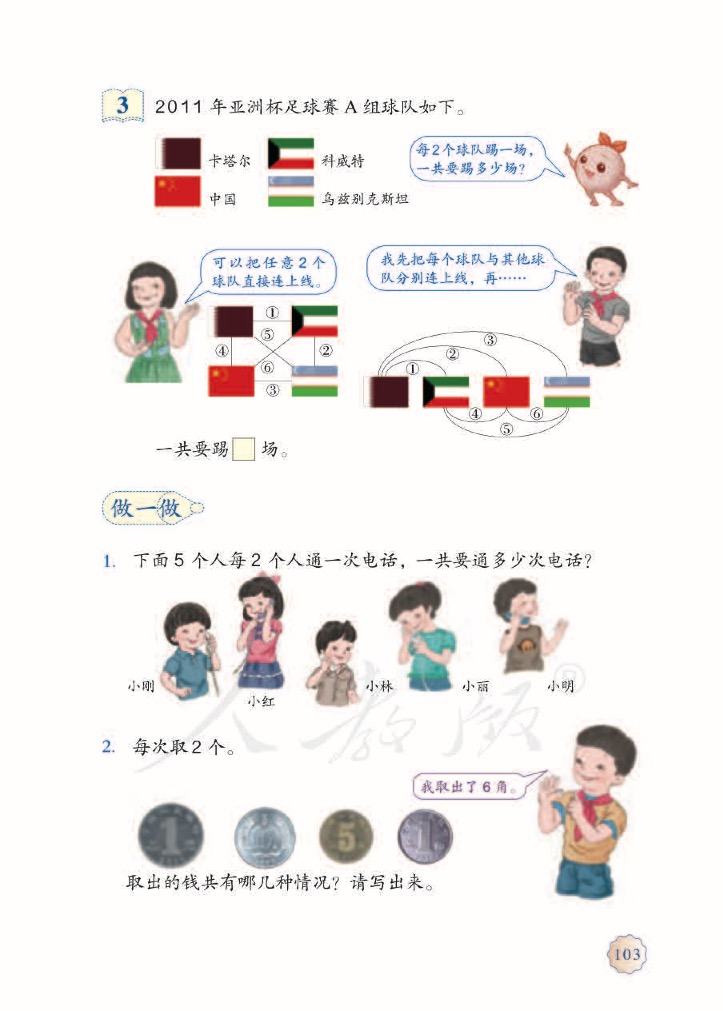 3 2011 年亚洲杯足球赛 A 组球队如下。
卡塔尔 科威特
中国 乌兹别克斯坦
每2个球队踢一场，
一共要踢多少场？
可以把任意 2 个
球队直接连上线。
我先把每个球队与其他球
队分别连上线，再……
① ⑤ ④ ② ⑥ ③
③
②
①
④ ⑥
⑤
一共要踢 场。
做一做
1. 下面 5 个人每 2 个人通一次电话，一共要通多少次电话？
小刚 小红 小林 小丽 小明
人教版®
2. 每次取 2 个。
我取出了 6 角。
1 5 1
取出的钱共有哪几种情况？请写出来。
103